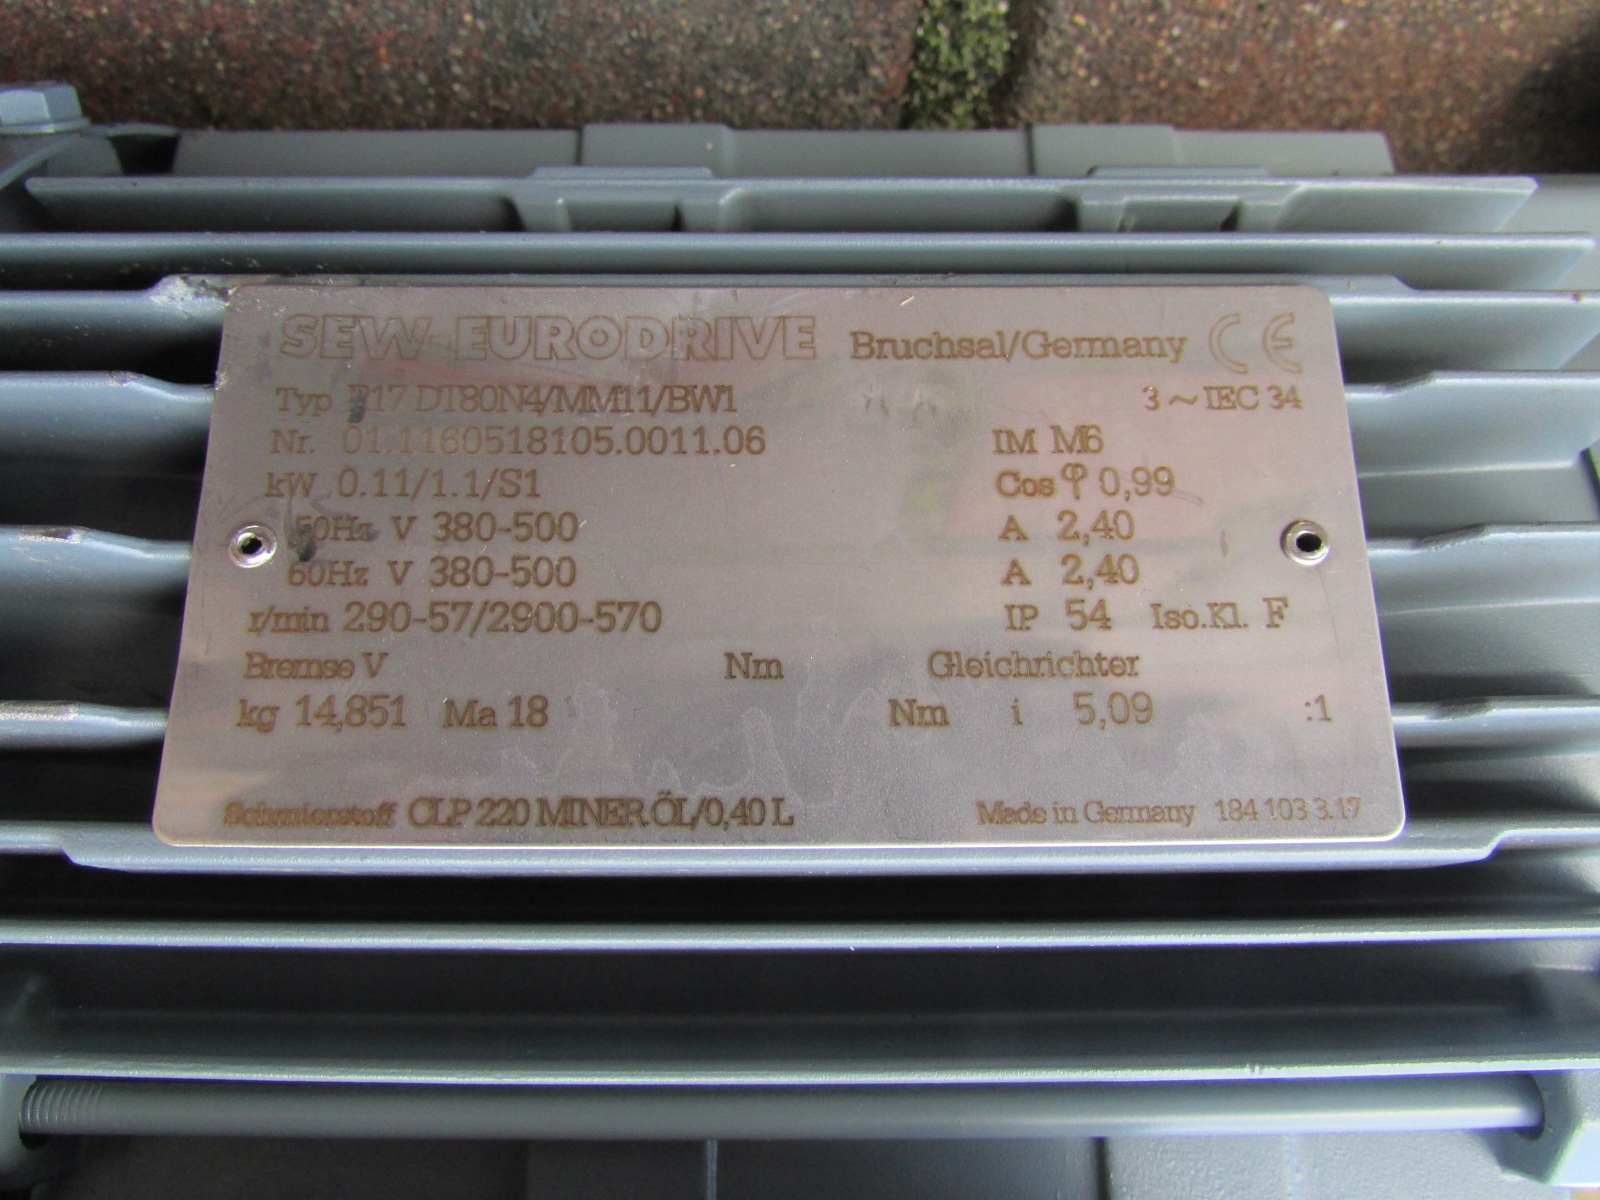 SEW-EURODRIVE Bruchsal/Germany CE
Typ R17 DT80N4/MM11/BW1 3~IEC 34
Nr. 01.1160518105.0011.06 IM M6
kW 0.11/1.1/S1 Cos φ 0,99
50Hz V 380-500 A 2,40
60Hz V 380-500 A 2,40
r/min 290-57/2900-570 IP 54 Iso.Kl. F
Bremse V Nm Gleichrichter
kg 14,851 Ma 18 Nm i 5,09 :1
Schmierstoff CLP 220 MINER.ÖL/0,40 L Made in Germany 184 103 3.17